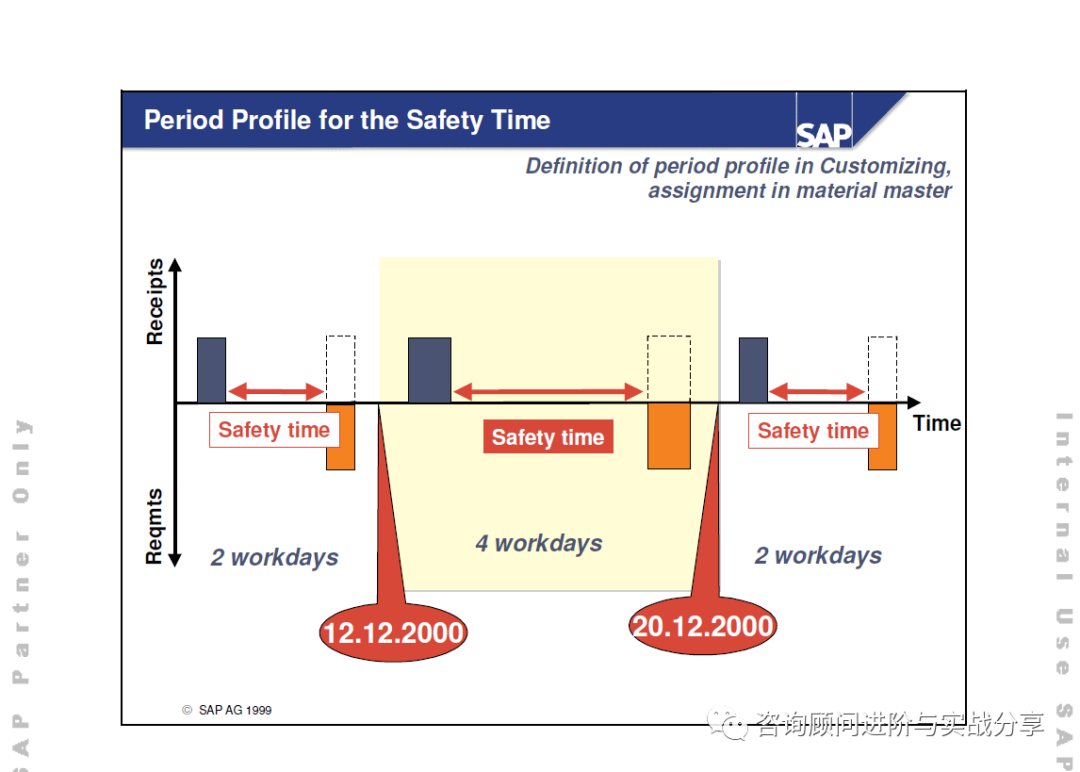 Period Profile for the Safety Time
SAP
Definition of period profile in Customizing,
assignment in material master
Receipts
Safety time
Safety time
Safety time
Time
Reqmts
2 workdays
4 workdays
2 workdays
12.12.2000
20.12.2000
© SAP AG 1999
咨询顾问进阶与实战分享
SAP Partner Only
Internal Use SAP